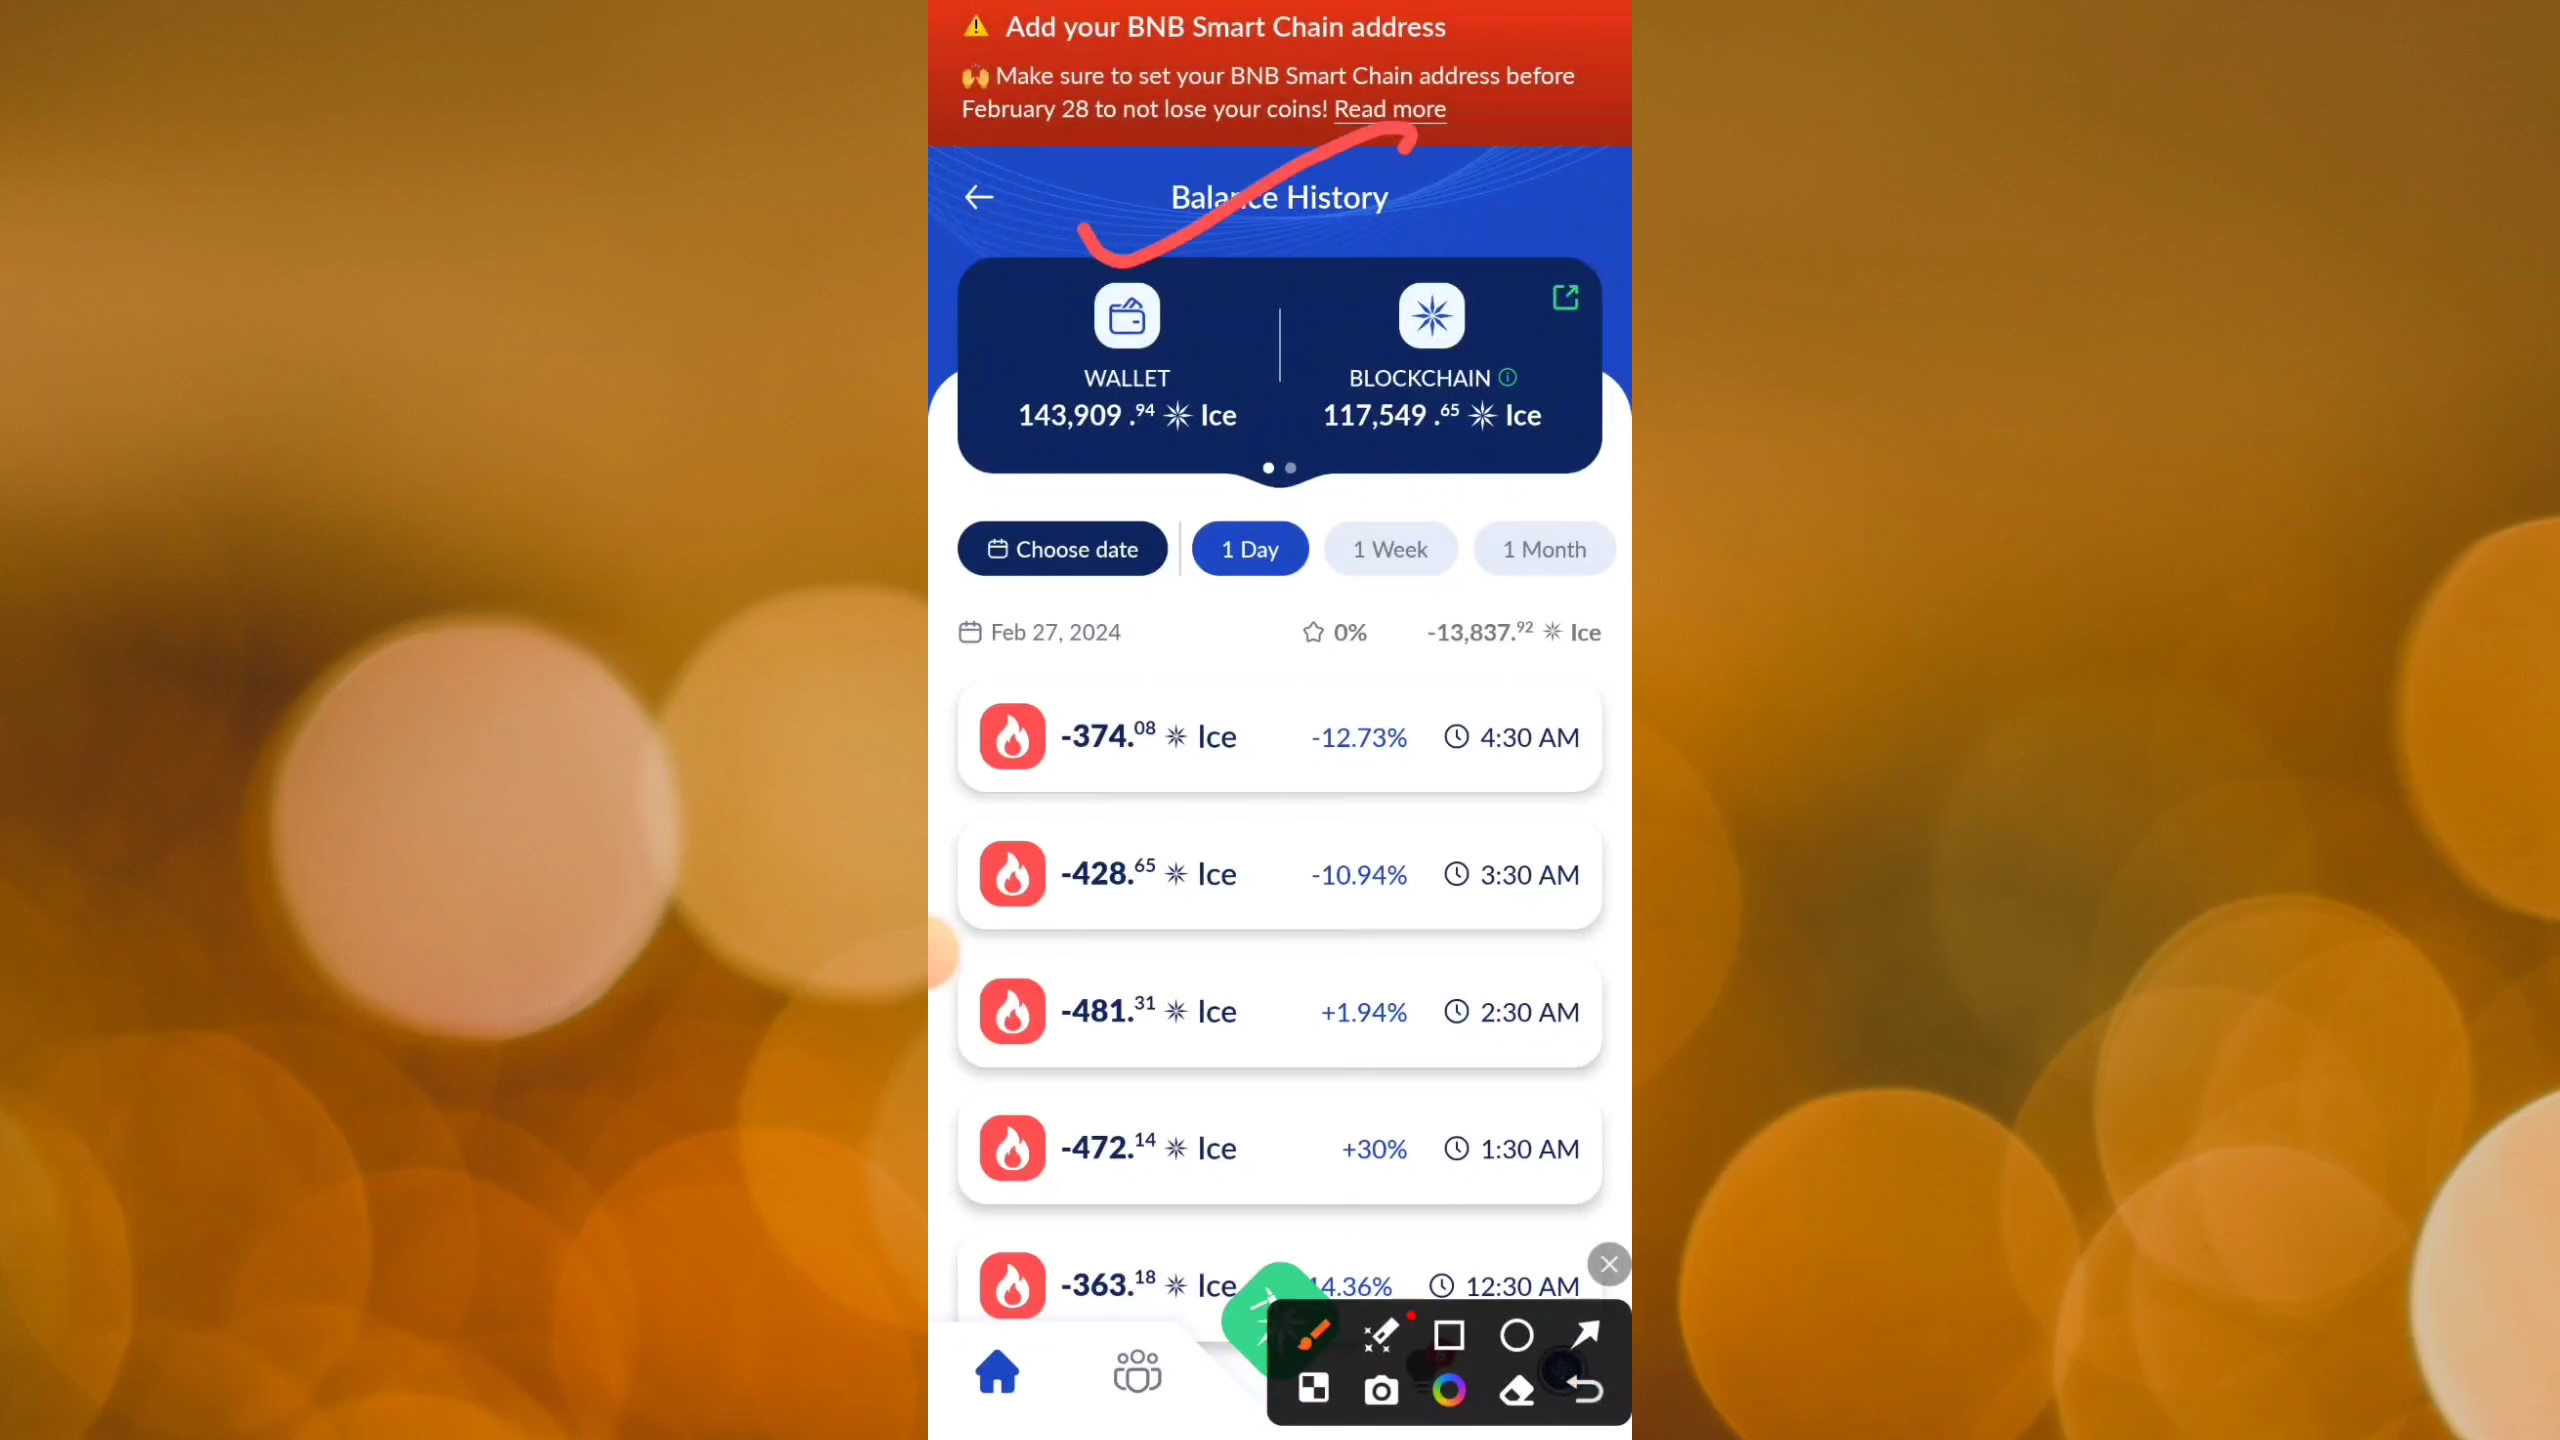 Add your BNB Smart Chain address
Make sure to set your BNB Smart Chain address before
February 28 to not lose your coins! Read more
Balance History
WALLET
143,909.94 Ice
BLOCKCHAIN
117,549.65 Ice
Choose date
1 Day
1 Week
1 Month
Feb 27, 2024 0% -13,837.92 Ice
-374.08 Ice -12.73% 4:30 AM
-428.65 Ice -10.94% 3:30 AM
-481.31 Ice +1.94% 2:30 AM
-472.14 Ice +30% 1:30 AM
-363.18 Ice 4.36% 12:30 AM